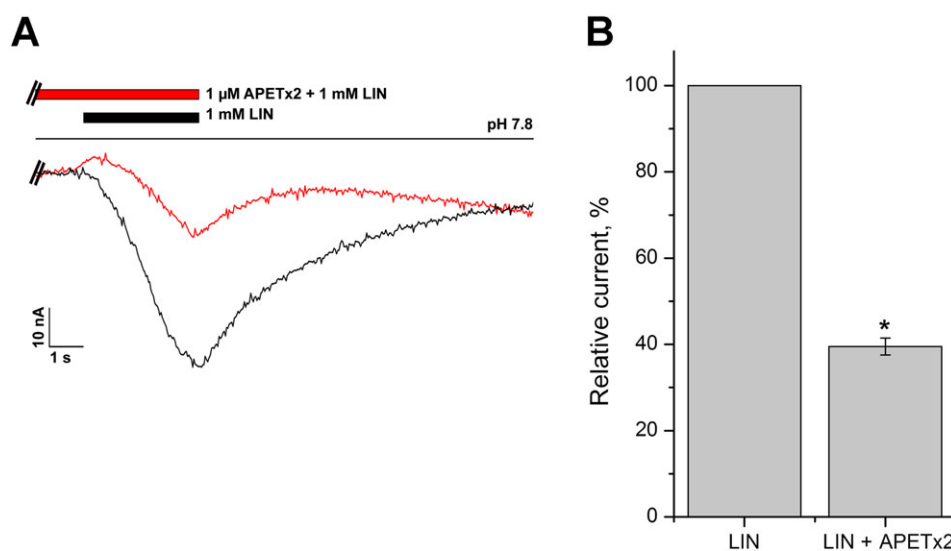 A
1 µM APETx2 + 1 mM LIN
1 mM LIN
pH 7.8
10 nA
1 s
B
Relative current, %
100
80
60
40
20
0
*
LIN
LIN + APETx2